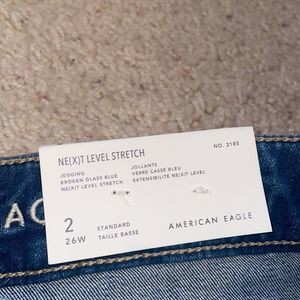 NE(X)T LEVEL STRETCH
JEGGING JOLLANTS NO. 2185
BROKEN GLASS BLUE VERRE CASSÉ BLEU
NE(X)T LEVEL STRETCH EXTENSIBILITÉ NE(X)T LEVEL
AC
2 STANDARD AMERICAN EAGLE
26W TAILLE BASSE